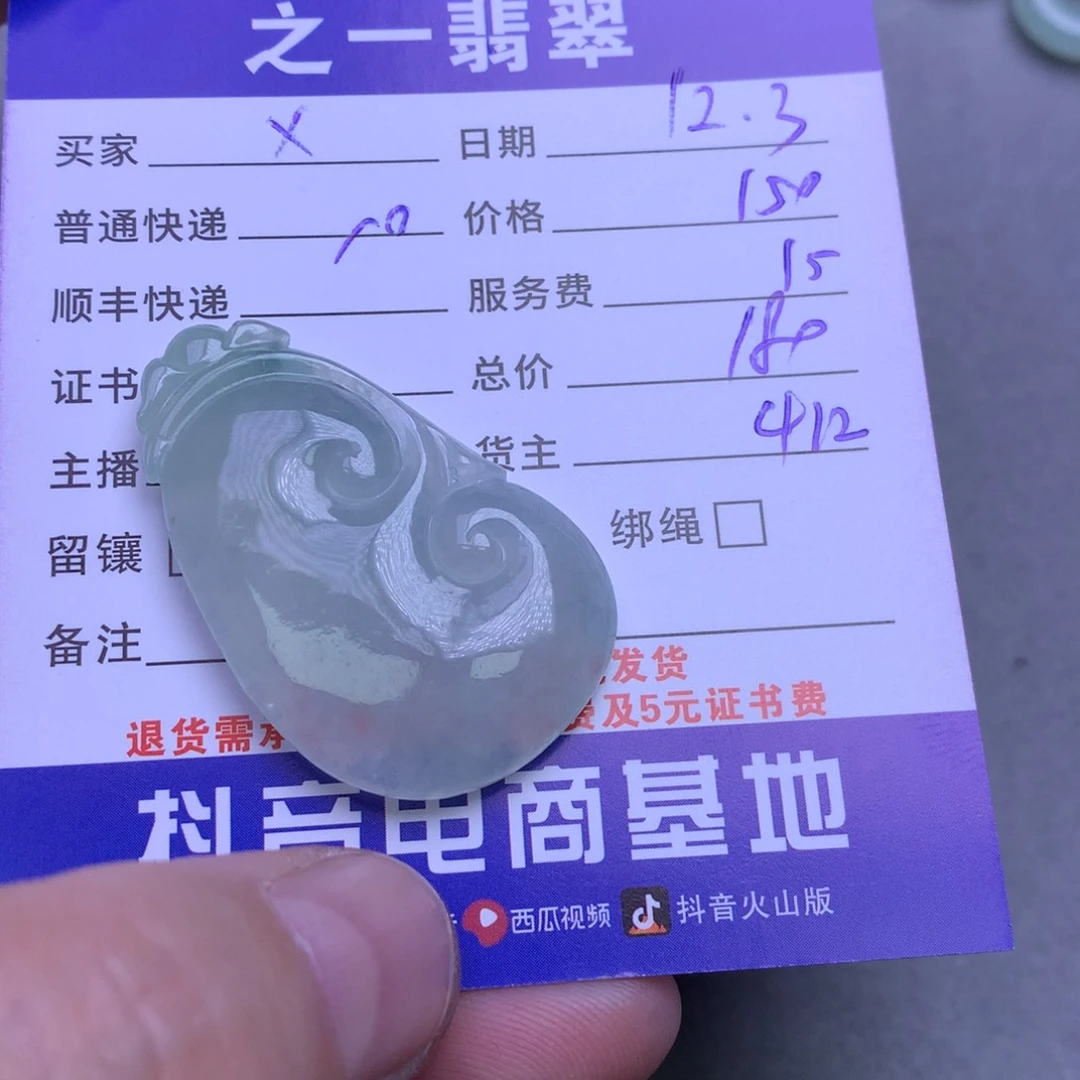 之一翡翠
买家 X 日期 12.3
普通快递 10 价格 150
顺丰快递 服务费 15
证书 总价 180
主播 货主 412
留镶 绑绳
备注
发货
退货需承 费及5元证书费
抖音电商基地
西瓜视频 抖音火山版